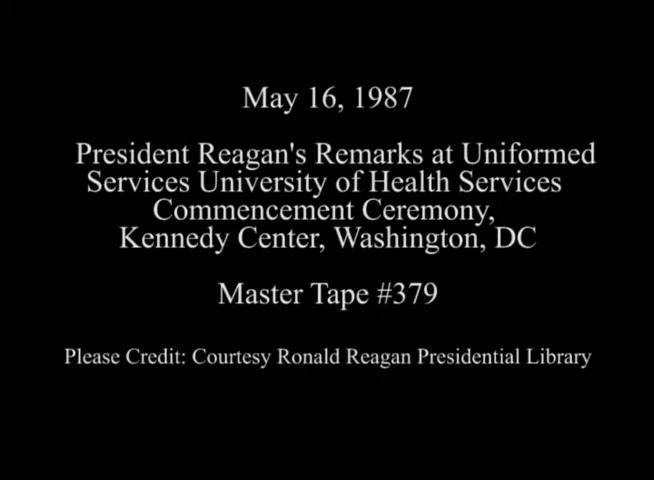 May 16, 1987
President Reagan's Remarks at Uniformed
Services University of Health Services
Commencement Ceremony,
Kennedy Center, Washington, DC
Master Tape #379
Please Credit: Courtesy Ronald Reagan Presidential Library